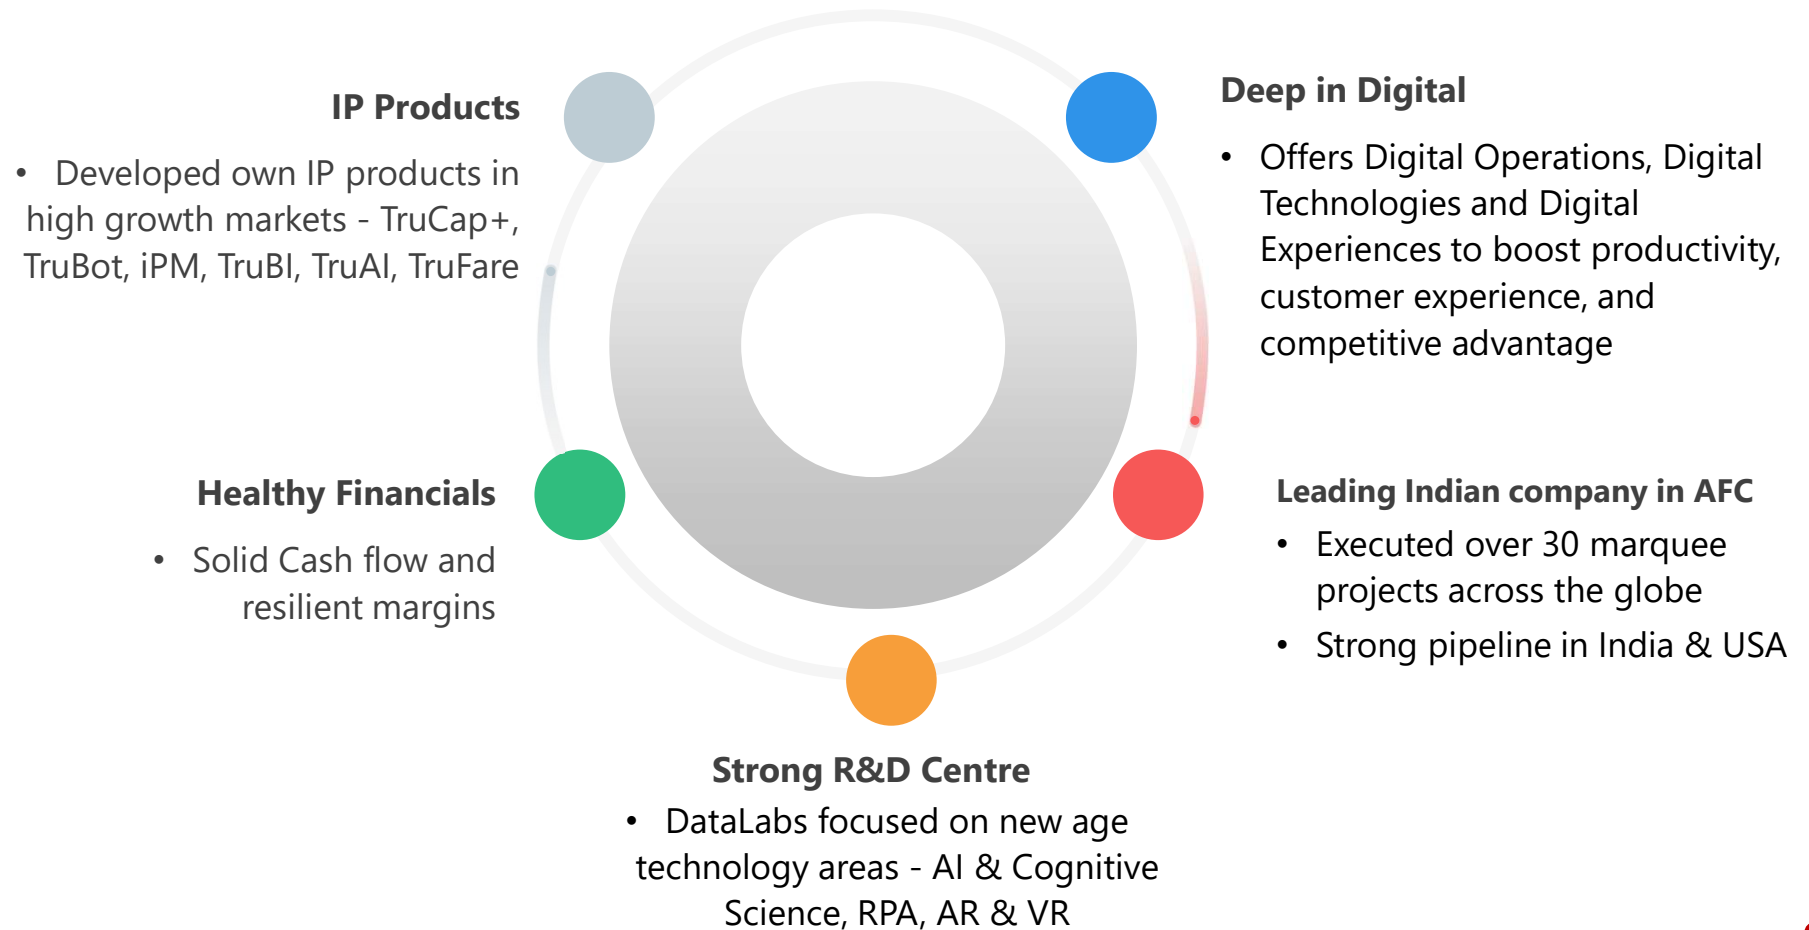 IP Products
• Developed own IP products in
high growth markets - TruCap+,
TruBot, iPM, TruBI, TruAI, TruFare
Deep in Digital
• Offers Digital Operations, Digital
Technologies and Digital
Experiences to boost productivity,
customer experience, and
competitive advantage
Healthy Financials
• Solid Cash flow and
resilient margins
Leading Indian company in AFC
• Executed over 30 marquee
projects across the globe
• Strong pipeline in India & USA
Strong R&D Centre
• DataLabs focused on new age
technology areas - AI & Cognitive
Science, RPA, AR & VR